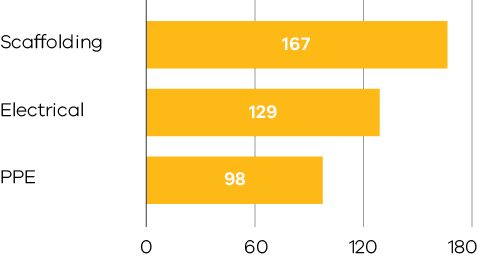 Scaffolding
167
Electrical
129
PPE
98
0 60 120 180